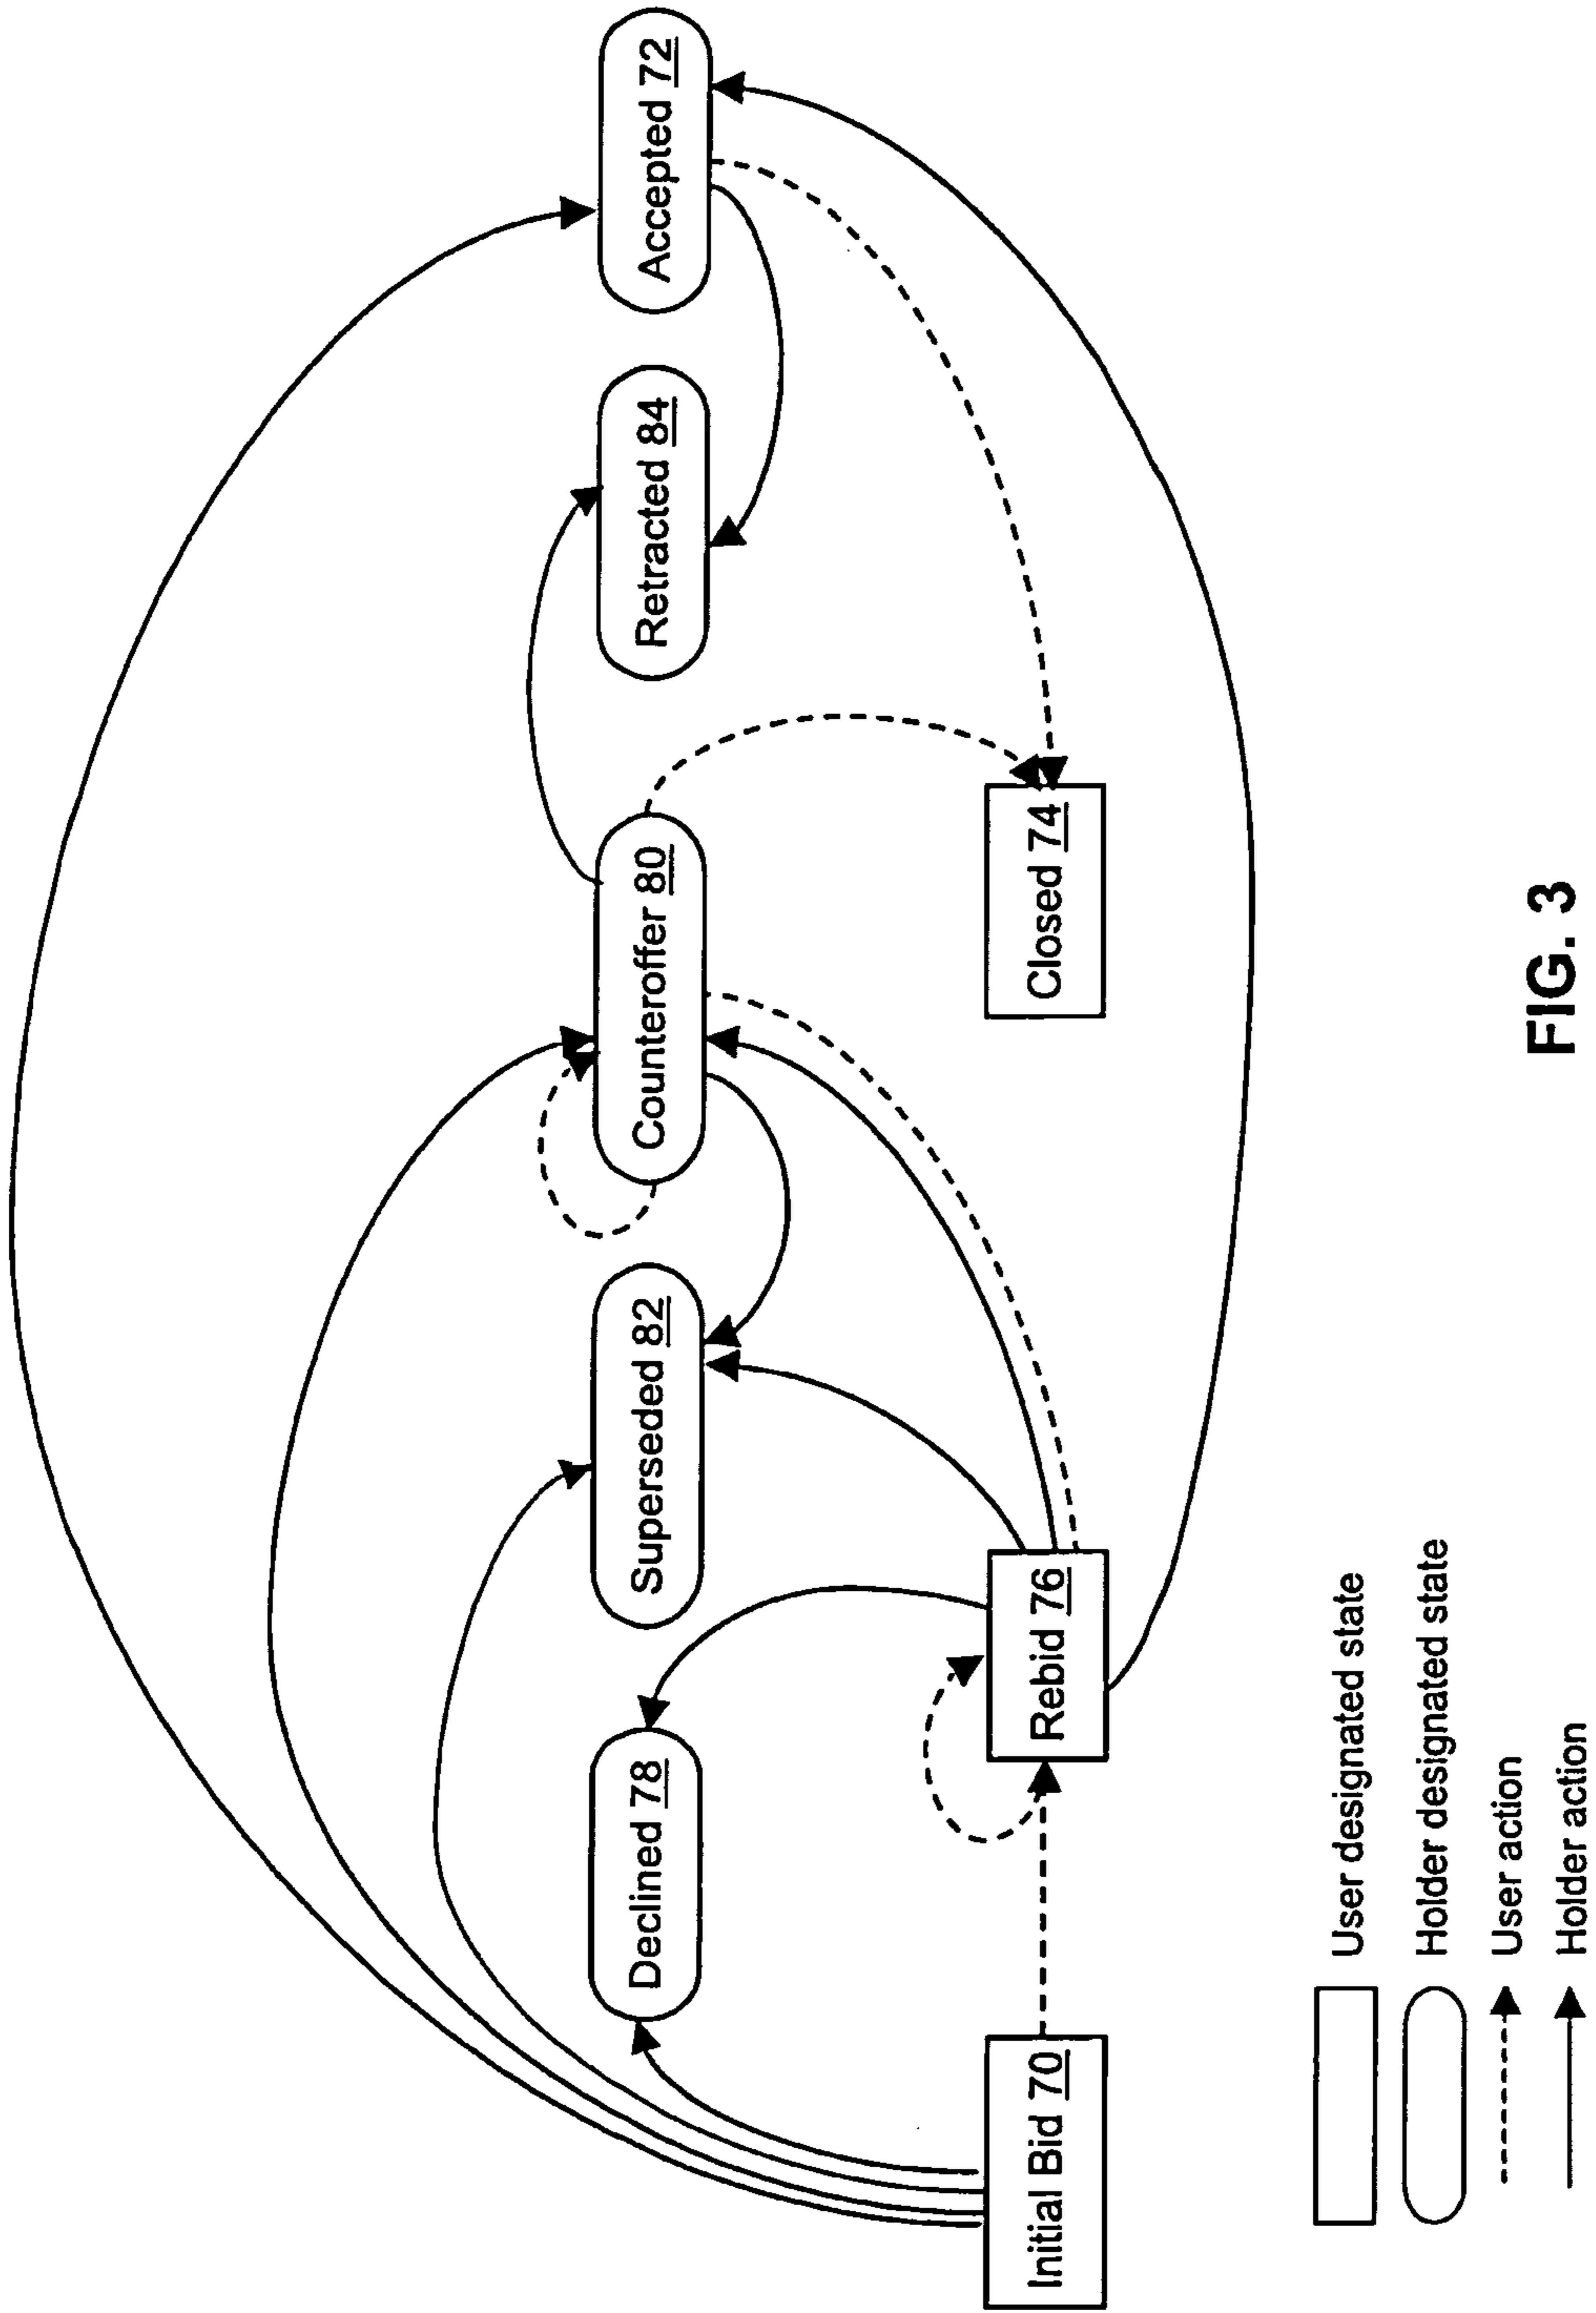 Accepted 72
Retracted 84
Counteroffer 80
Superseded 82
Declined 78
Closed 74
Rebid 76
Initial Bid 70
User designated state
Holder designated state
User action
Holder action
FIG. 3